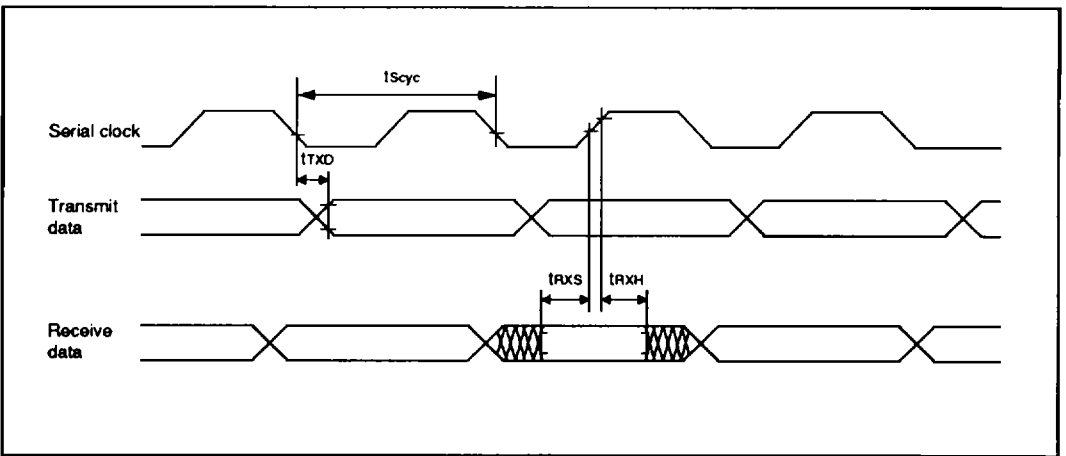 tScyc
Serial clock
tTXD
Transmit
data
tRXS
tRXH
Receive
data